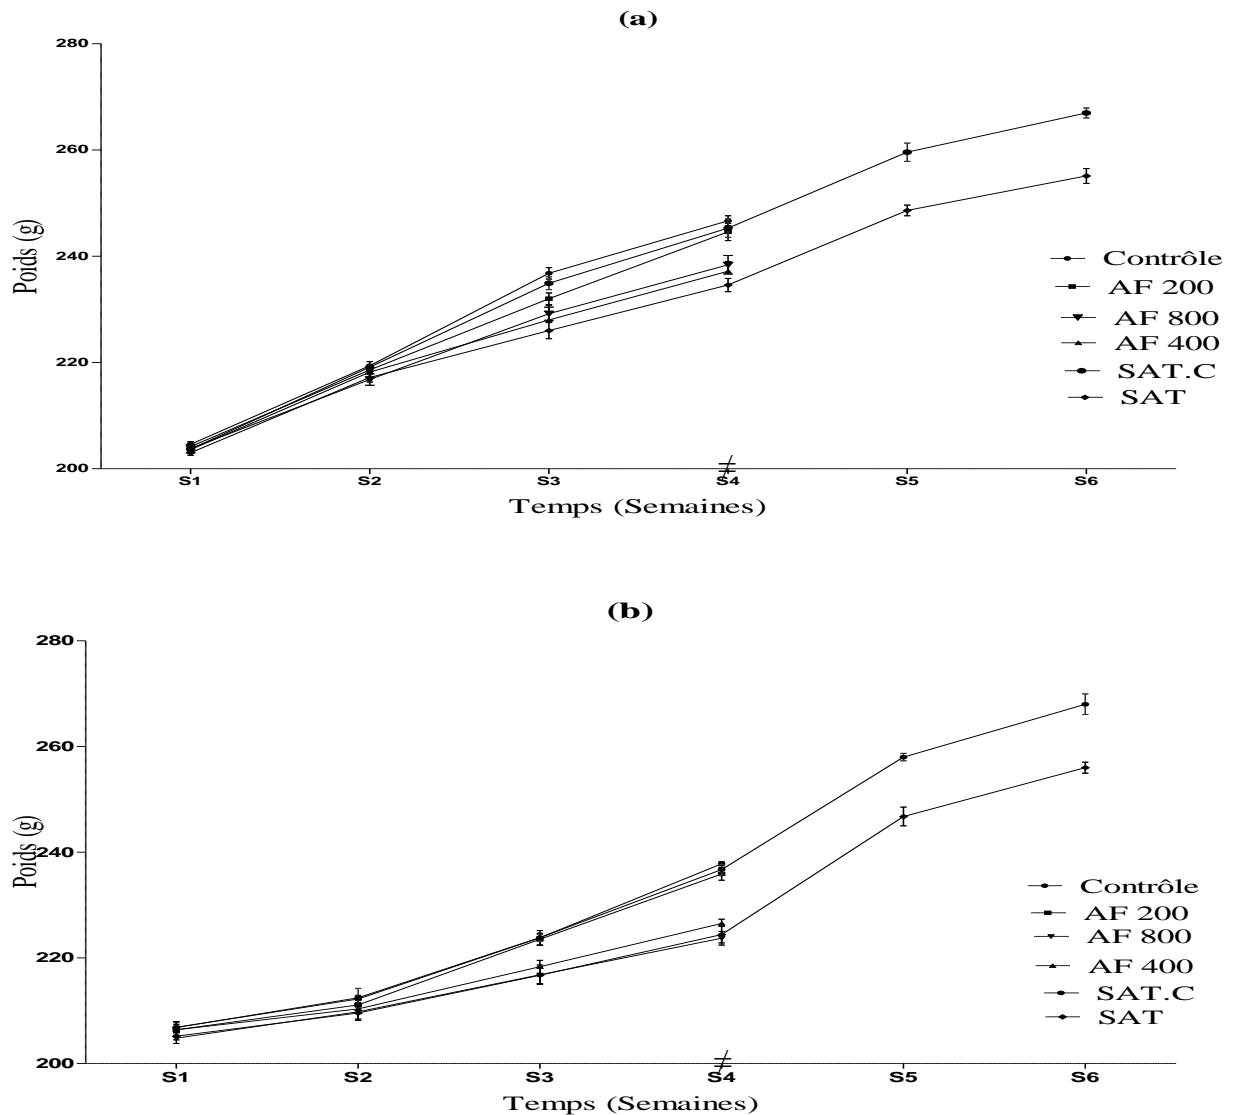 (a)
280
260
240
220
200
Poids (g)
S1 S2 S3 S4 S5 S6
Temps (Semaines)
Contrôle
AF 200
AF 800
AF 400
SAT.C
SAT
(b)
280
260
240
220
200
Poids (g)
S1 S2 S3 S4 S5 S6
Temps (Semaines)
Contrôle
AF 200
AF 800
AF 400
SAT.C
SAT